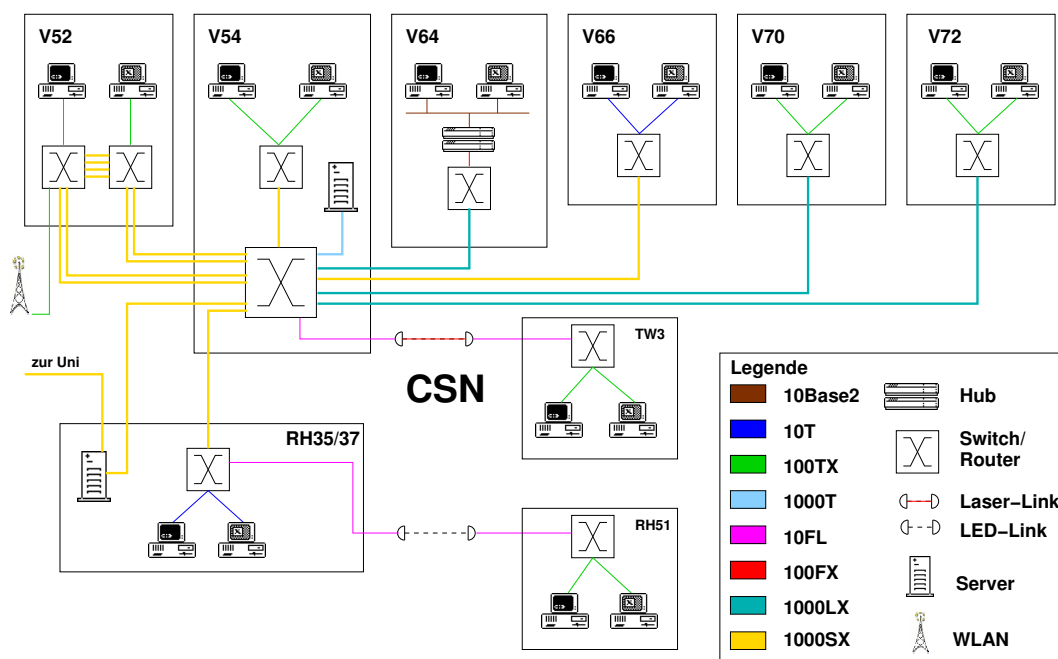 V52
V54
V64
V66
V70
V72
zur Uni
CSN
TW3
RH35/37
RH51
Legende
10Base2
10T
100TX
1000T
10FL
100FX
1000LX
1000SX
Hub
Switch/
Router
Laser-Link
LED-Link
Server
WLAN